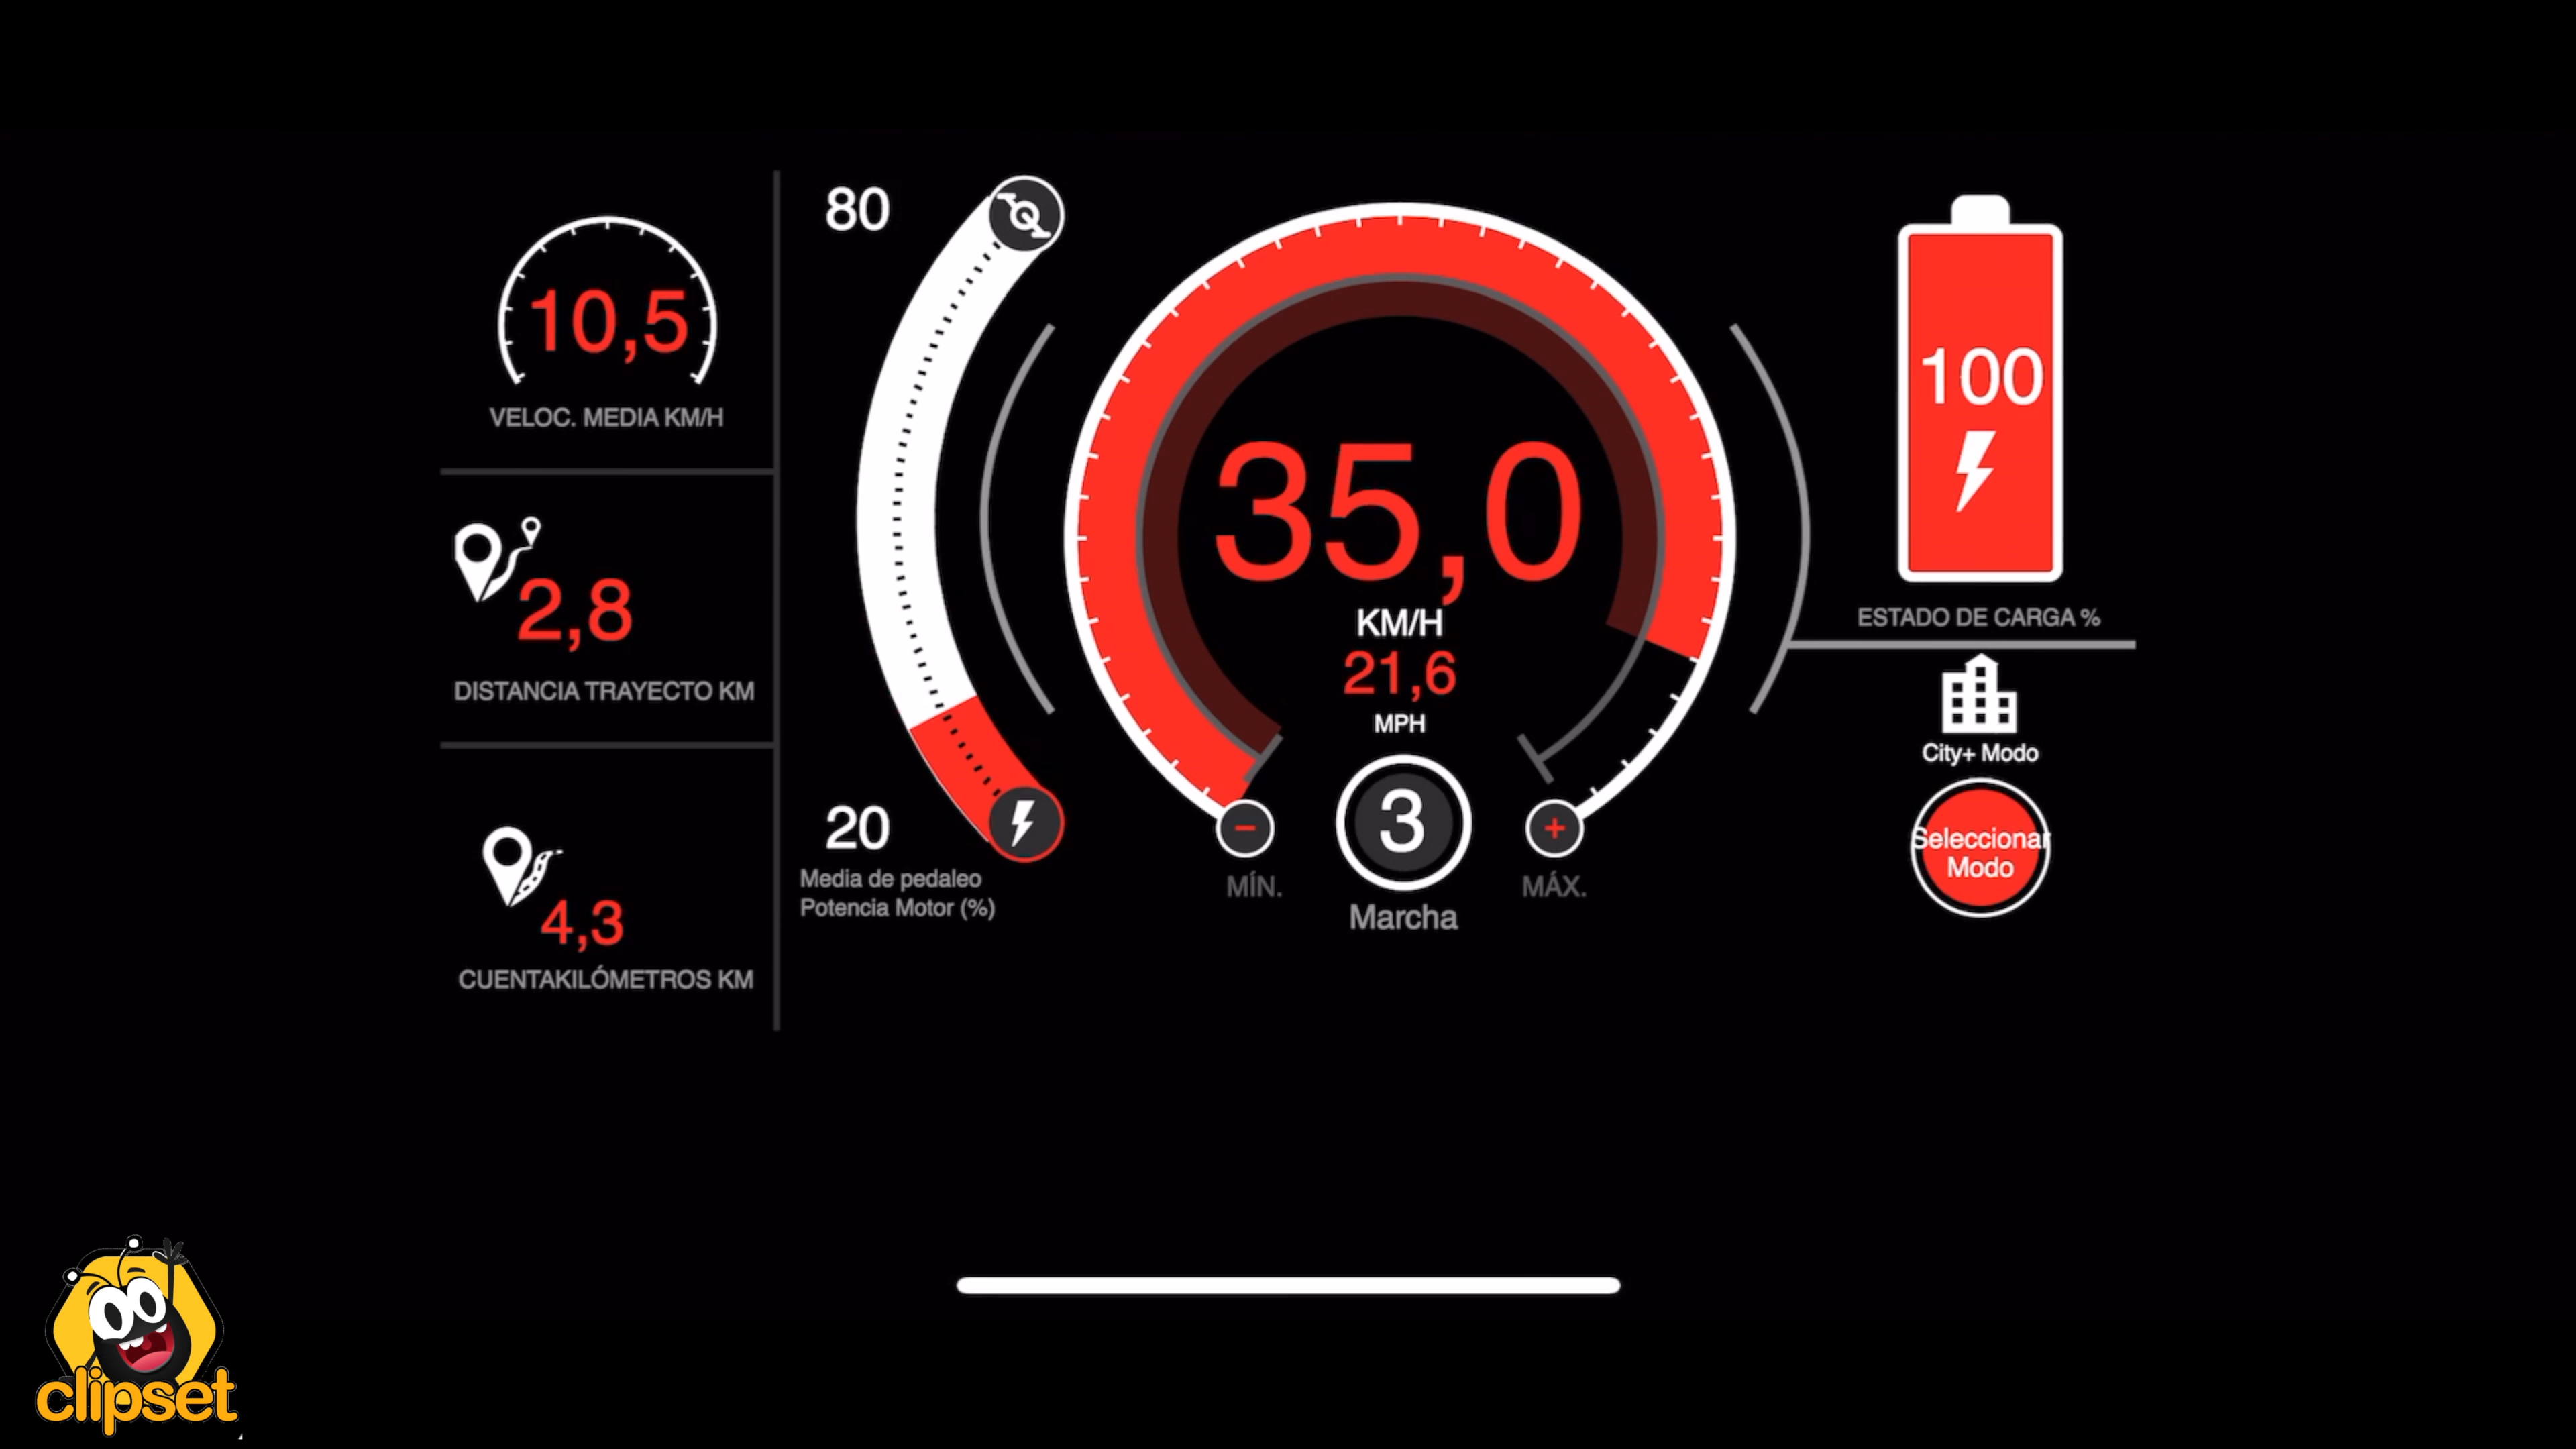 10,5
VELOC. MEDIA KM/H
2,8
DISTANCIA TRAYECTO KM
4,3
CUENTAKILÓMETROS KM
80
20
Media de pedaleo
Potencia Motor (%)
35,0
KM/H
21,6
MPH
3
Marcha
MÍN.
MÁX.
100
ESTADO DE CARGA %
City+ Modo
Seleccionar
Modo
clipset